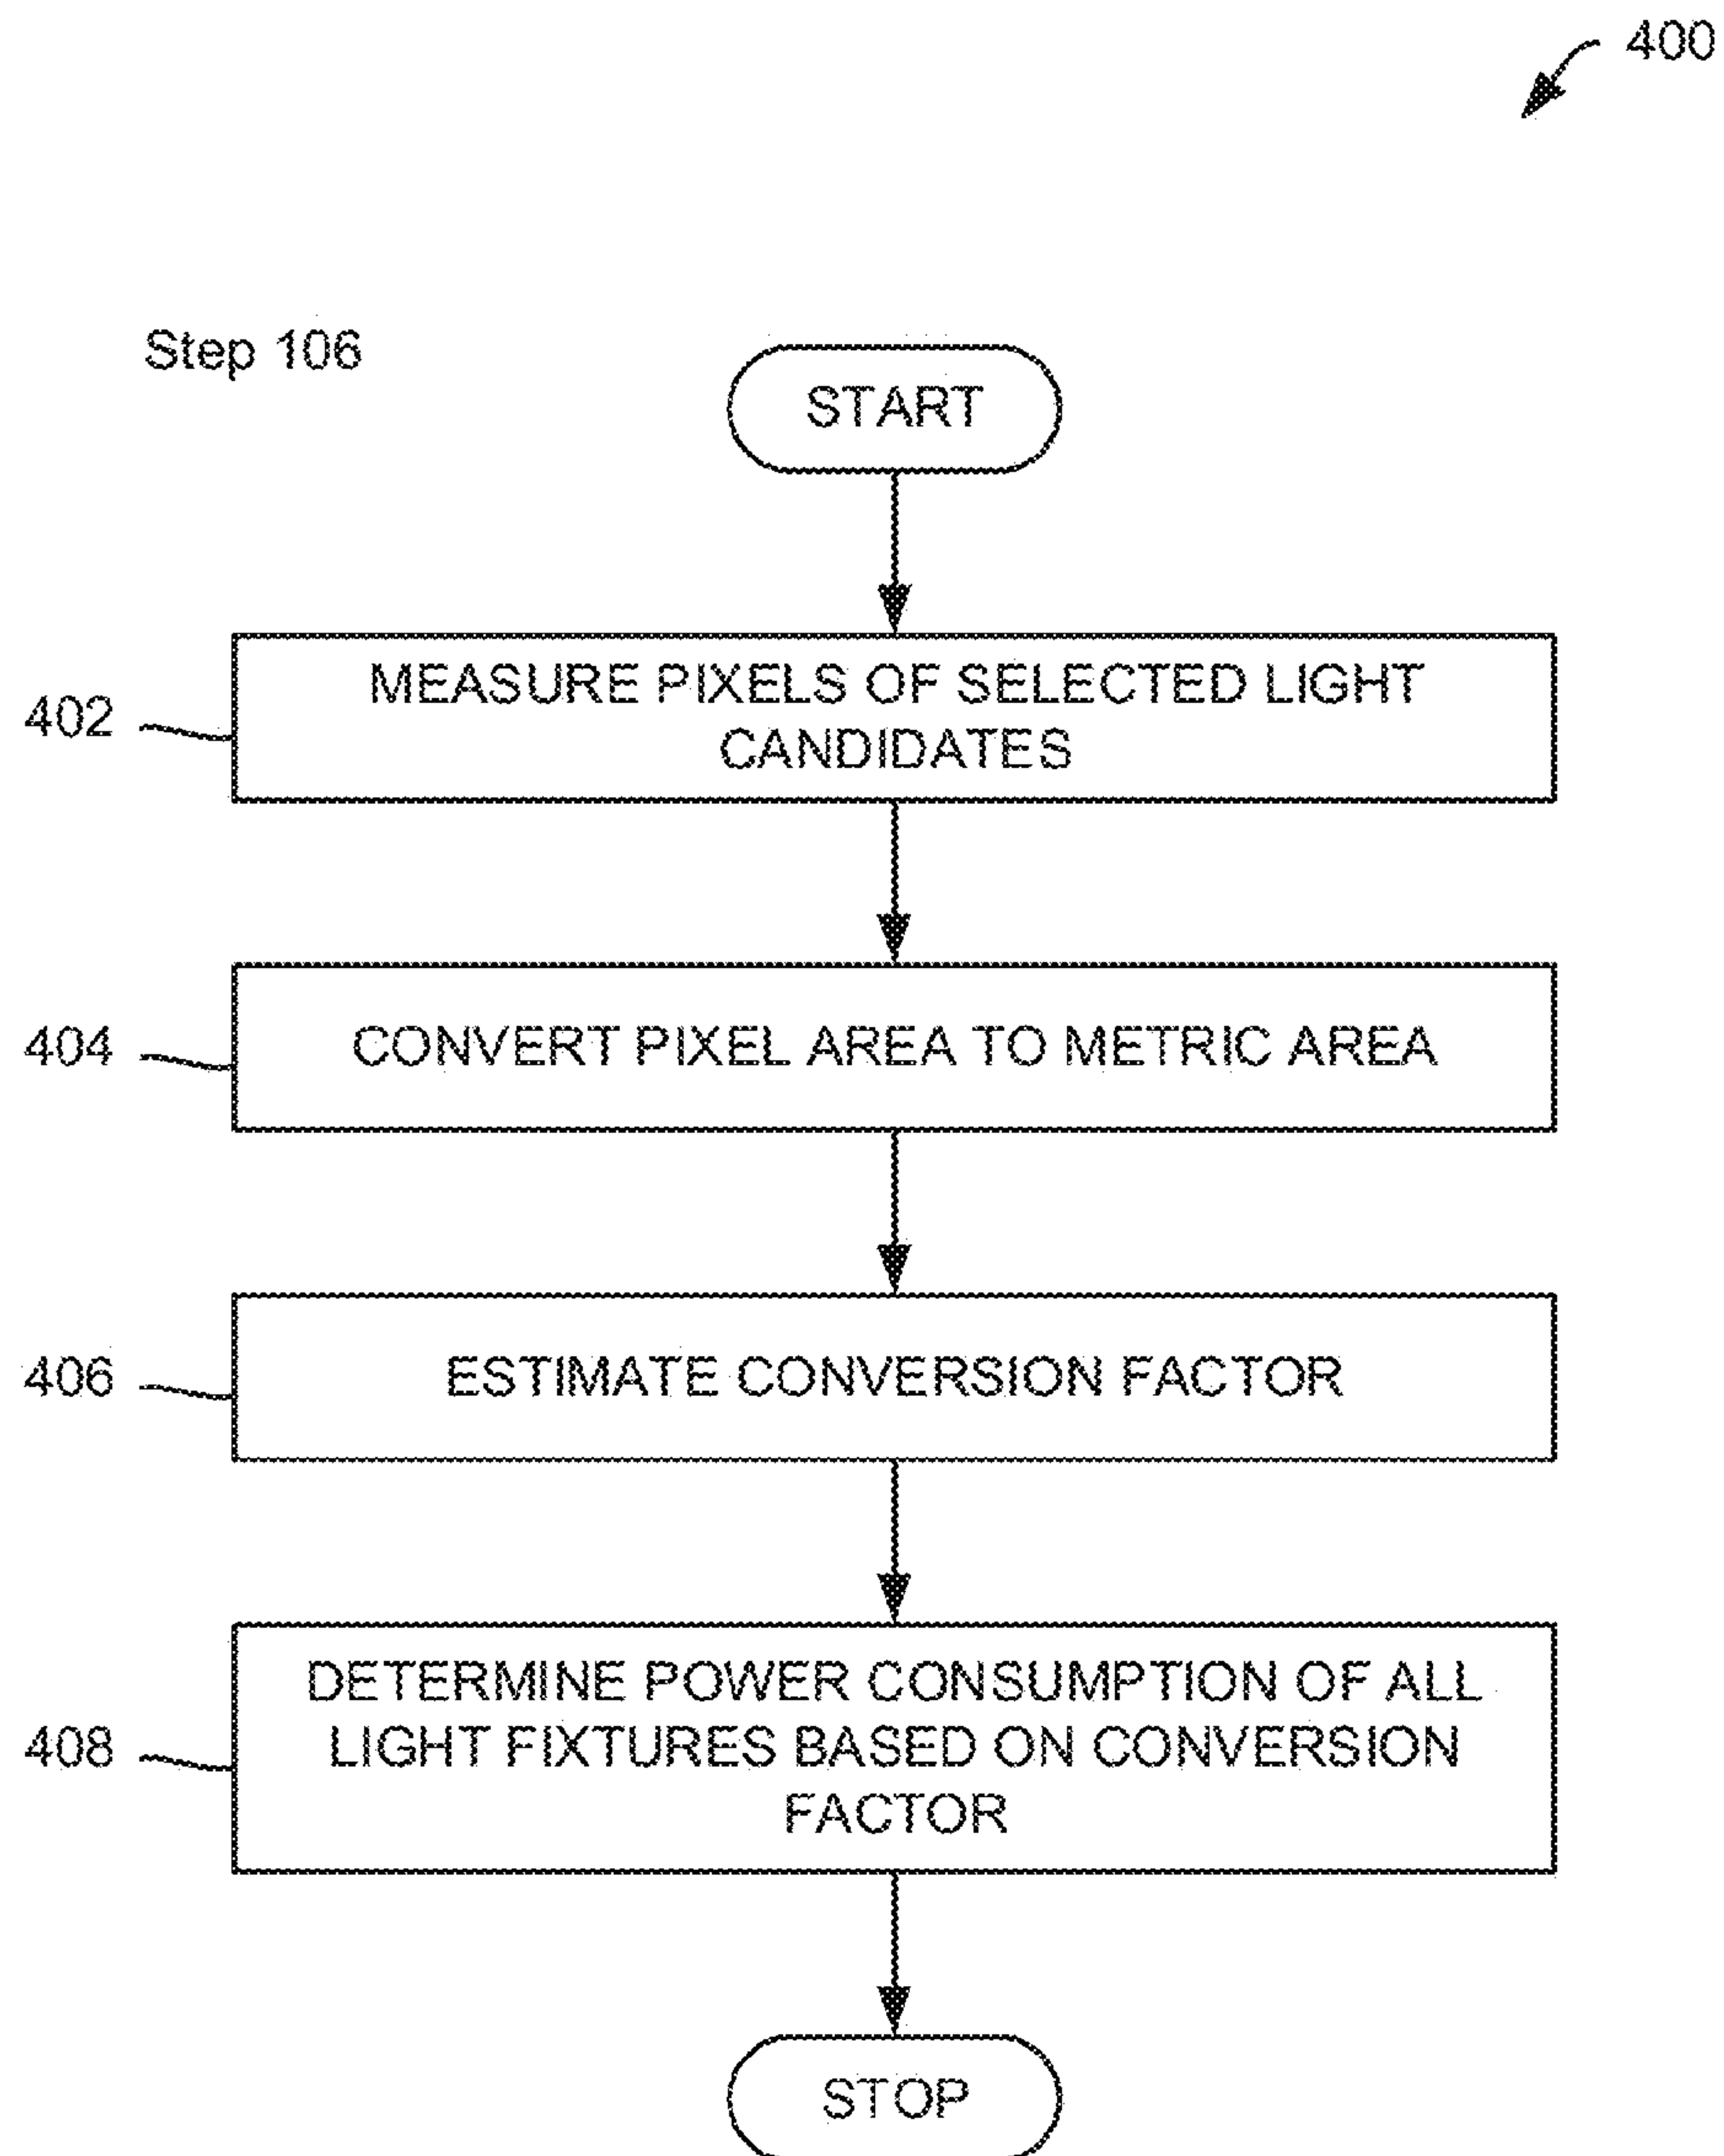 400
Step 106
START
402
MEASURE PIXELS OF SELECTED LIGHT
CANDIDATES
404
CONVERT PIXEL AREA TO METRIC AREA
406
ESTIMATE CONVERSION FACTOR
408
DETERMINE POWER CONSUMPTION OF ALL
LIGHT FIXTURES BASED ON CONVERSION
FACTOR
STOP